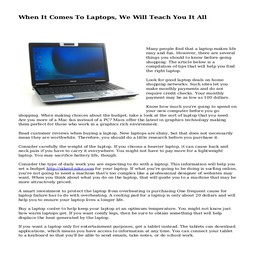 When It Comes To Laptops, We Will Teach You It All
Many people find that a laptop makes life
easy and fun. However, there are several
things you should to know before going
shopping. The article below is a
compilation of tips that will help you find
the right laptop.
Look for good laptop deals on home
shopping networks. Such sites let you
make monthly payments and do not
require credit checks. Your monthly
payment may be as low as 100 dollars.
Know how much you're going to spend on
your new computer before you go
shopping. When making choices about the budget, take a look at the sort of laptop that you need.
Are you more of a Mac fan instead of a PC? Macs offer the latest in graphics technology making
them perfect for those who work in a graphics rich environment.
Read customer reviews when buying a laptop. New laptops are shiny, but that does not necessarily
mean they are worthwhile. Therefore, you should do a little research before you purchase it.
Consider carefully the weight of the laptop. If you choose a heavier laptop, it can cause back and
neck pain if you have to carry it everywhere. You might not have to pay more for a lightweight
laptop. You may sacrifice battery life, though.
Consider the type of daily work you are expecting to do with a laptop. This information will help you
set a budget for your laptop. If what you're going to be doing is surfing online,
you're not going to need a machine that's too complex like a professional designer of websites may
want. When you think about what you do on the laptop, that will guide you to a machine that may be
more attractively priced.
A smart investment to protect the laptop from overheating is purchasing One frequent cause for
laptop failure has to do with overheating. A cooling pad for a laptop is only about 20 dollars and will
help you to ensure your laptop from a longer life.
Buy a laptop cooler to help keep your laptop at an optimum temperature. You might not know just
how warm laptops get. If you want comfy legs, then be sure to obtain something that will help
displace the heat generated by the laptop.
If you want a laptop only for entertainment purposes, get a tablet instead. The tablets can download
applications, which means you have access to information at any time. You can connect your tablet
to a keyboard so that you'll be able to send emails, take notes, or do school work.